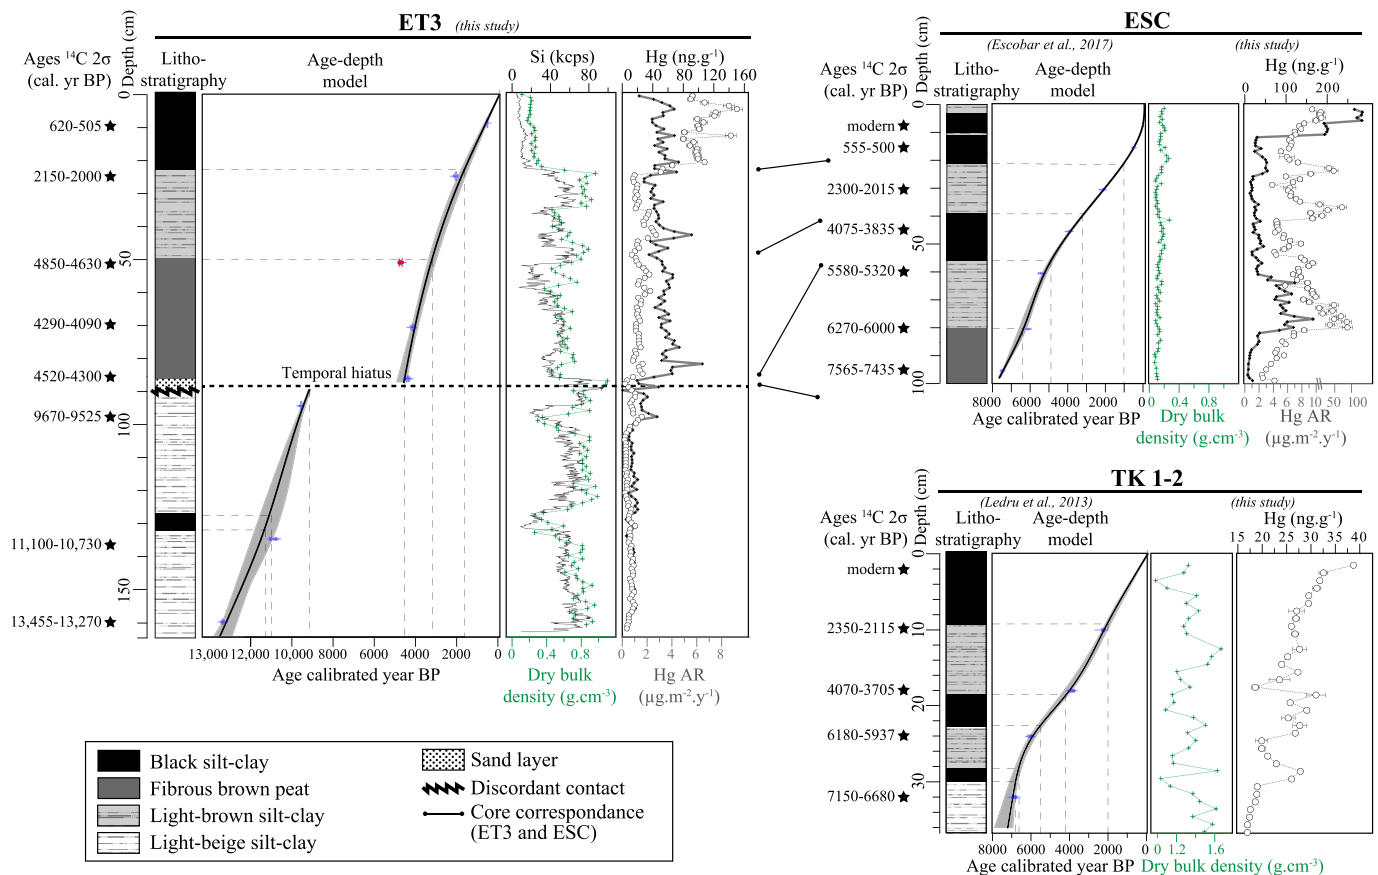 ET3 (this study)
Ages ¹⁴C 2σ
(cal. yr BP)
Depth (cm)
Litho-
stratigraphy
Age-depth
model
Si (kcps)
0 40 80
Hg (ng.g⁻¹)
0 40 80 120 160
0
50
100
150
620-505
2150-2000
4850-4630
4290-4090
4520-4300
9670-9525
11,100-10,730
13,455-13,270
Temporal hiatus
13,000 12,000 10,000 8000 6000 4000 2000 0
Age calibrated year BP
0 0.4 0.8
Dry bulk
density (g.cm⁻³)
0 2 4 6 8
Hg AR
(µg.m⁻².y⁻¹)
ESC
(Escobar et al., 2017) (this study)
Ages ¹⁴C 2σ
(cal. yr BP)
Depth (cm)
Litho-
stratigraphy
Age-depth
model
Hg (ng.g⁻¹)
0 100 200
0
50
100
modern
555-500
2300-2015
4075-3835
5580-5320
6270-6000
7565-7435
8000 6000 4000 2000 0
Age calibrated year BP
0 0.4 0.8
Dry bulk
density (g.cm⁻³)
0 2 4 6 8 10 50 100
Hg AR
(µg.m⁻².y⁻¹)
TK 1-2
(Ledru et al., 2013) (this study)
Ages ¹⁴C 2σ
(cal. yr BP)
Depth (cm)
Litho-
stratigraphy
Age-depth
model
Hg (ng.g⁻¹)
15 20 25 30 35 40
0
10
20
30
modern
2350-2115
4070-3705
6180-5937
7150-6680
8000 6000 4000 2000 0
Age calibrated year BP
0 1.2 1.6
Dry bulk density (g.cm⁻³)
Black silt-clay
Fibrous brown peat
Light-brown silt-clay
Light-beige silt-clay
Sand layer
Discordant contact
Core correspondance
(ET3 and ESC)